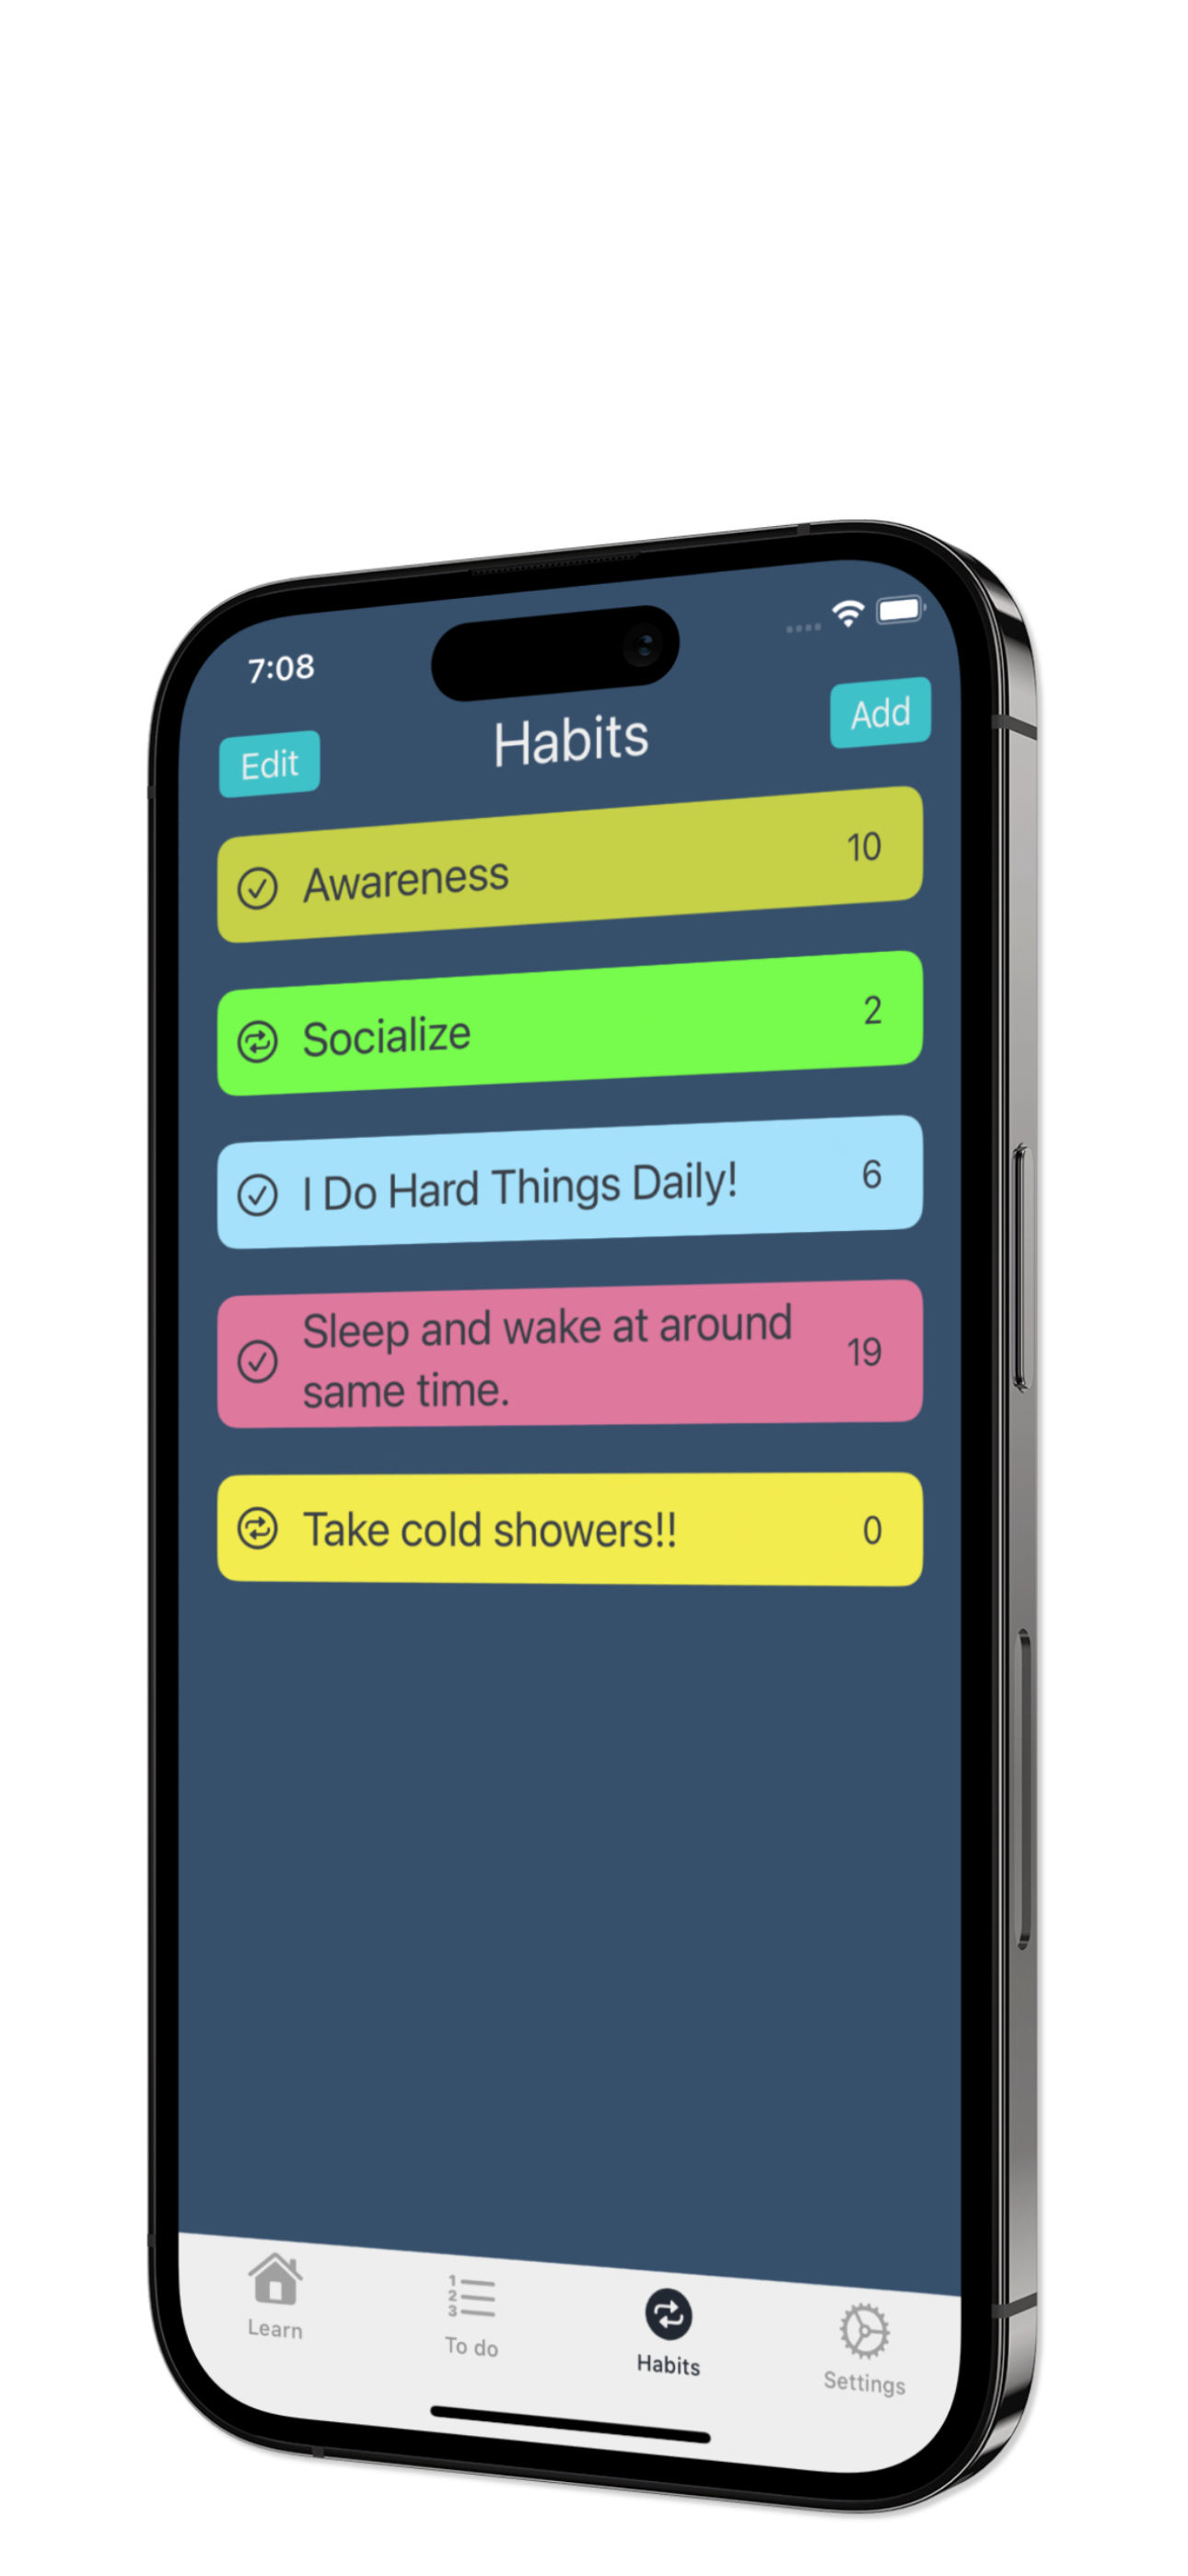 7:08
Edit
Habits
Add
Awareness 10
Socialize 2
I Do Hard Things Daily! 6
Sleep and wake at around
same time. 19
Take cold showers!! 0
1
2
3
Learn
To do
Habits
Settings